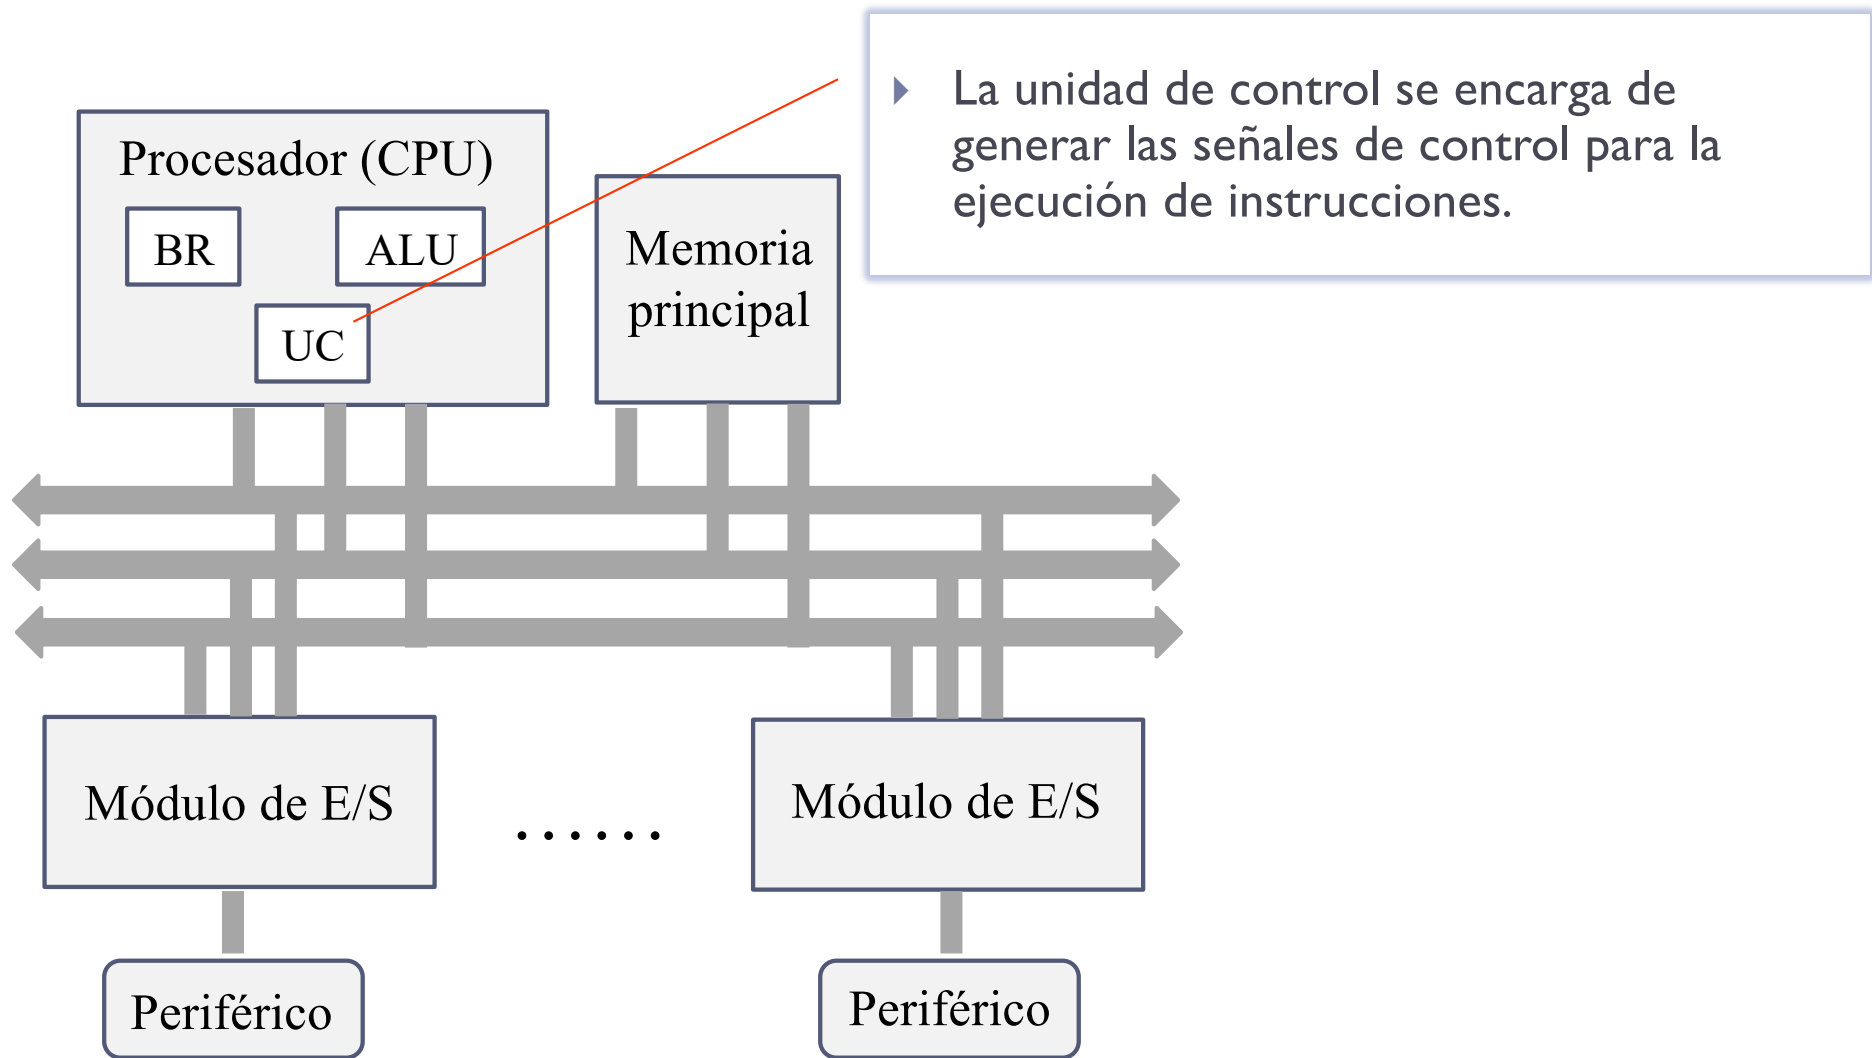 La unidad de control se encarga de
generar las señales de control para la
ejecución de instrucciones.
Procesador (CPU)
BR
ALU
UC
Memoria
principal
Módulo de E/S
......
Módulo de E/S
Periférico
Periférico